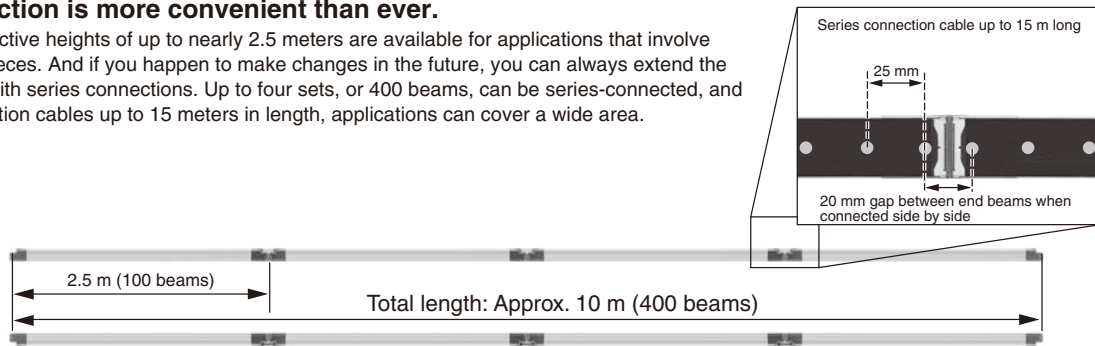 ction is more convenient than ever.
ctive heights of up to nearly 2.5 meters are available for applications that involve
eces. And if you happen to make changes in the future, you can always extend the
ith series connections. Up to four sets, or 400 beams, can be series-connected, and
tion cables up to 15 meters in length, applications can cover a wide area.
Series connection cable up to 15 m long
25 mm
20 mm gap between end beams when
connected side by side
2.5 m (100 beams)
Total length: Approx. 10 m (400 beams)